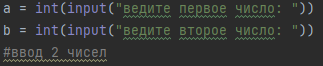 a = int(input("ведите первое число: "))
b = int(input("ведите второе число: "))
#ввод 2 чисел